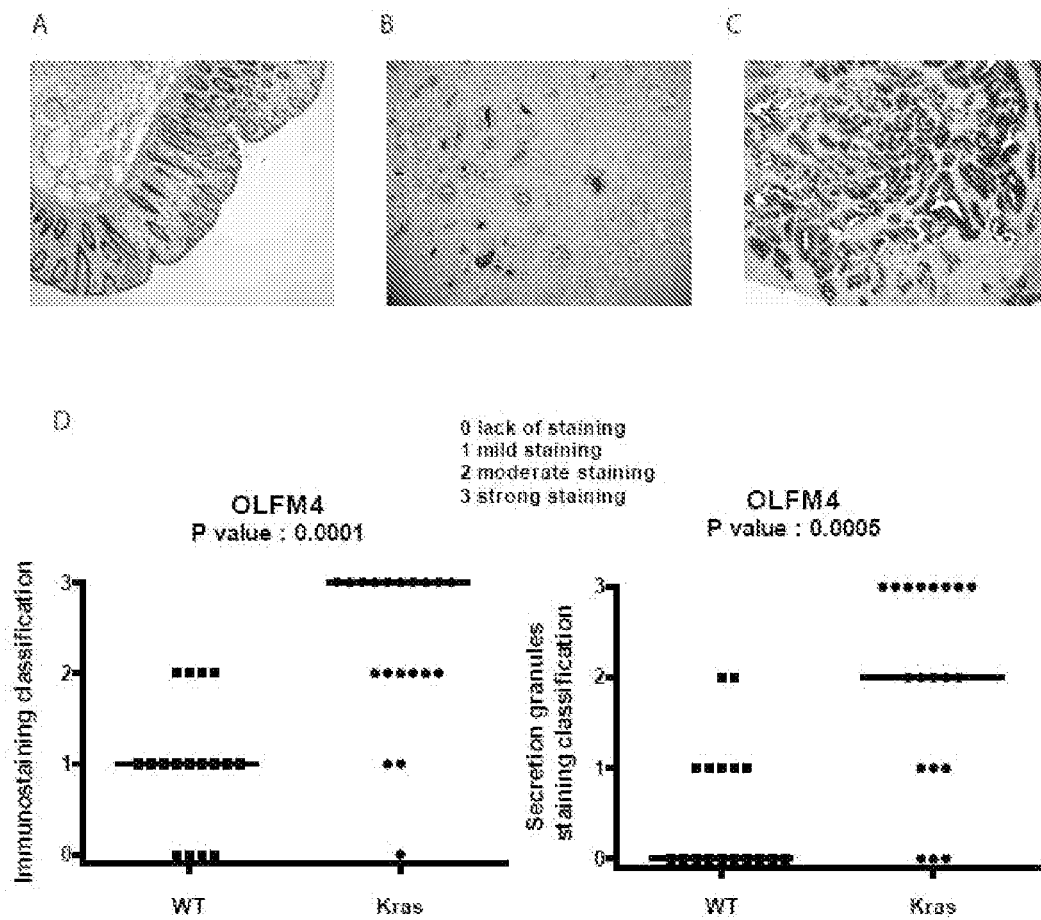 A
B
C
D
0 lack of staining
1 mild staining
2 moderate staining
3 strong staining
OLFM4
P value : 0.0001
Immunostaining classification
3
2
1
0
WT
Kras
OLFM4
P value : 0.0005
Secretion granules
staining classification
3
2
1
0
WT
Kras